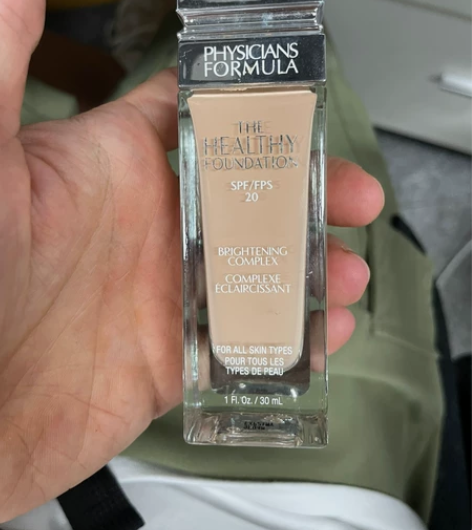 PHYSICIANS
FORMULA
THE
HEALTHY
FOUNDATION
SPF/FPS
20
BRIGHTENING
COMPLEX
COMPLEXE
ÉCLAIRCISSANT
FOR ALL SKIN TYPES
POUR TOUS LES
TYPES DE PEAU
1 Fl. Oz. / 30 mL